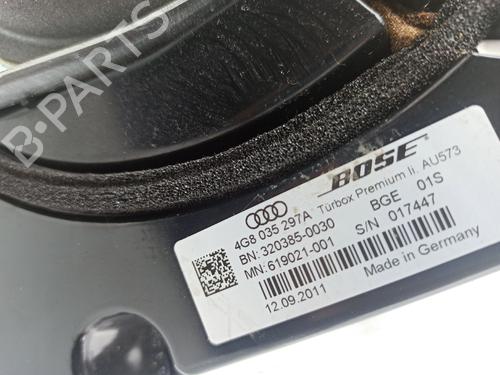 B-PARTS
BOSE
4G8 035 297A Türbox Premium li. AU573
BN: 320385-0030 BGE 01S
MN: 619021-001 S/N 017447
12.09.2011 Made in Germany